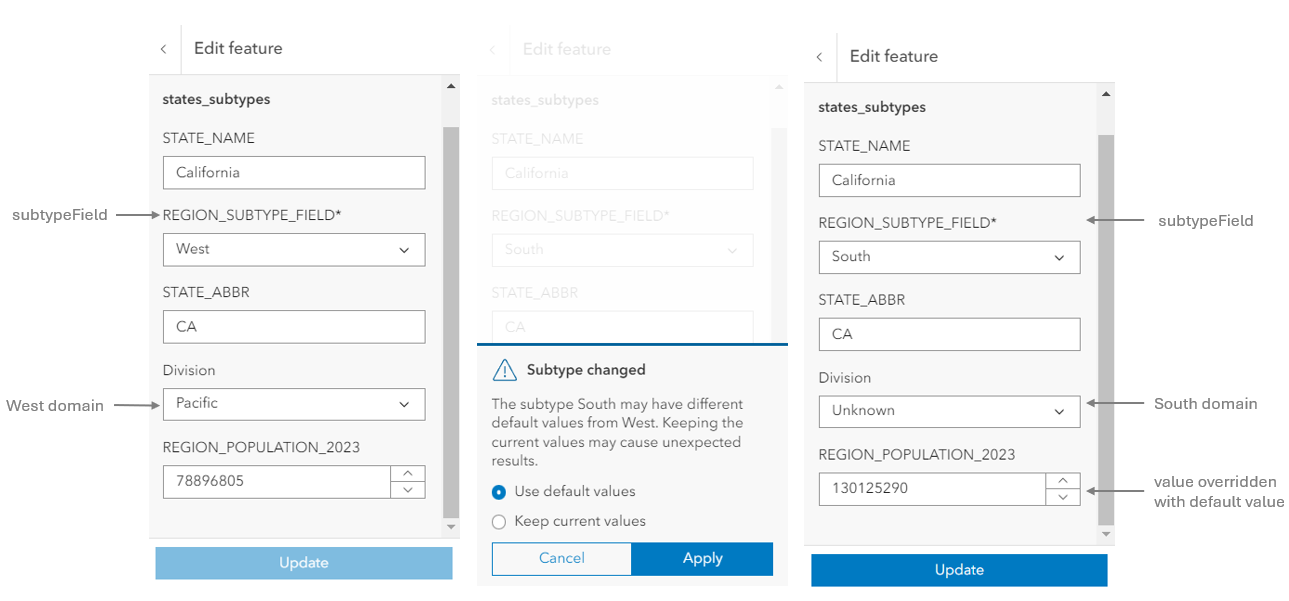 Edit feature
states_subtypes
STATE_NAME
California
subtypeField
REGION_SUBTYPE_FIELD*
West
STATE_ABBR
CA
Division
West domain
Pacific
REGION_POPULATION_2023
78896805
Update
Edit feature
states_subtypes
STATE_NAME
California
REGION_SUBTYPE_FIELD*
South
STATE_ABBR
CA
Subtype changed
The subtype South may have different
default values from West. Keeping the
current values may cause unexpected
results.
Use default values
Keep current values
Cancel
Apply
Edit feature
states_subtypes
STATE_NAME
California
REGION_SUBTYPE_FIELD*
subtypeField
South
STATE_ABBR
CA
Division
Unknown
South domain
REGION_POPULATION_2023
130125290
value overridden
with default value
Update